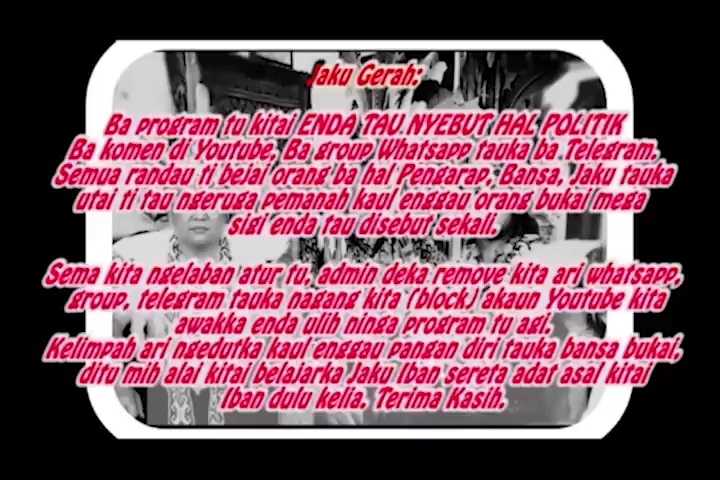 Jaku Gerah:
Ba program tu kitai ENDA TAU NYEBUT HAL POLITIK
Ba komen di Youtube, Ba group Whatsapp tauka ba Telegram.
Semua randau ti belai orang ba hal Pengarap, Bansa, Jaku tauka
utai ti tau ngeruga pemanah kaul enggau orang bukai mega
sigi enda tau disebut sekali.
Sema kita ngelaban atur tu, admin deka remove kita ari whatsapp,
group, telegram tauka nagang kita (block) akaun Youtube kita
awakka enda ulih ninga program tu agi.
Kelimpah ari ngedutka kaul enggau pangan diri tauka bansa bukai,
ditu mih alai kitai belajarka Jaku Iban sereta adat asal kitai
Iban dulu kelia. Terima Kasih.